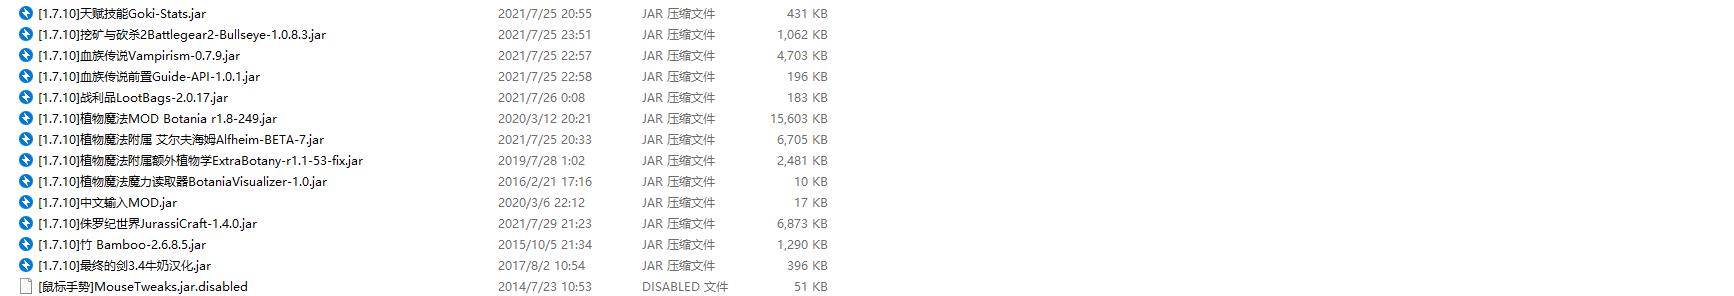 [1.7.10]天赋技能Goki-Stats.jar 2021/7/25 20:55 JAR 压缩文件 431 KB
[1.7.10]挖矿与砍杀2Battlegear2-Bullseye-1.0.8.3.jar 2021/7/25 23:51 JAR 压缩文件 1,062 KB
[1.7.10]血族传说Vampirism-0.7.9.jar 2021/7/25 22:57 JAR 压缩文件 4,703 KB
[1.7.10]血族传说前置Guide-API-1.0.1.jar 2021/7/25 22:58 JAR 压缩文件 196 KB
[1.7.10]战利品LootBags-2.0.17.jar 2021/7/26 0:08 JAR 压缩文件 183 KB
[1.7.10]植物魔法MOD Botania r1.8-249.jar 2020/3/12 20:21 JAR 压缩文件 15,603 KB
[1.7.10]植物魔法附属 艾尔夫海姆Alfheim-BETA-7.jar 2021/7/25 20:33 JAR 压缩文件 6,705 KB
[1.7.10]植物魔法附属额外植物学ExtraBotany-r1.1-53-fix.jar 2019/7/28 1:02 JAR 压缩文件 2,481 KB
[1.7.10]植物魔法魔力读取器BotaniaVisualizer-1.0.jar 2016/2/21 17:16 JAR 压缩文件 10 KB
[1.7.10]中文输入MOD.jar 2020/3/6 22:12 JAR 压缩文件 17 KB
[1.7.10]侏罗纪世界JurassiCraft-1.4.0.jar 2021/7/29 21:23 JAR 压缩文件 6,873 KB
[1.7.10]竹 Bamboo-2.6.8.5.jar 2015/10/5 21:34 JAR 压缩文件 1,290 KB
[1.7.10]最终的剑3.4牛奶汉化.jar 2017/8/2 10:54 JAR 压缩文件 396 KB
[鼠标手势]MouseTweaks.jar.disabled 2014/7/23 10:53 DISABLED 文件 51 KB